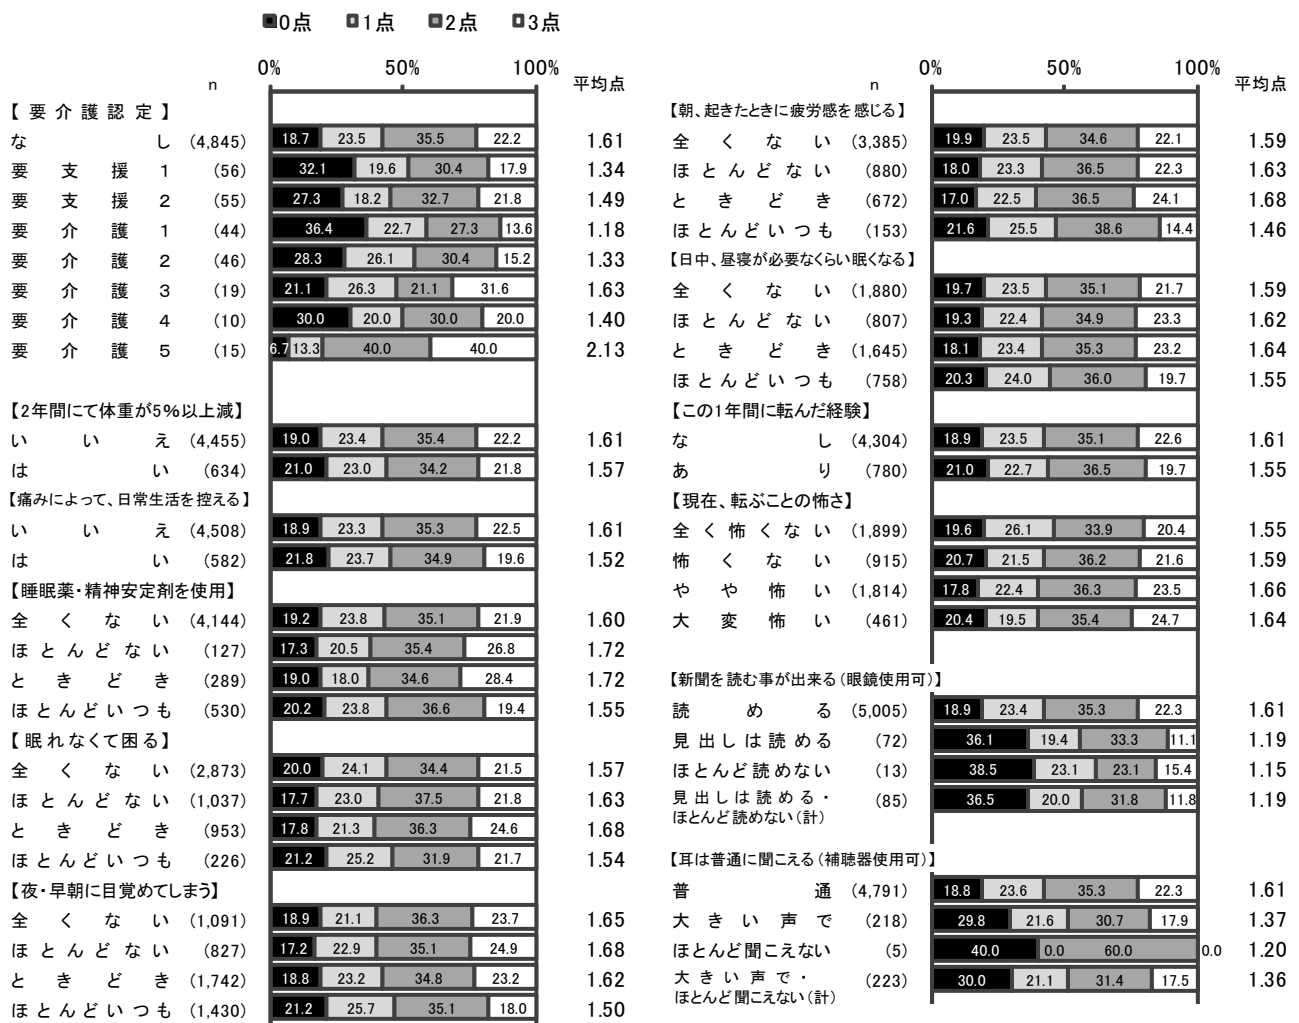 0点 1点 2点 3点
n 0% 50% 100% 平均点
【要介護認定】
なし (4,845) 18.7 23.5 35.5 22.2 1.61
要支援1 (56) 32.1 19.6 30.4 17.9 1.34
要支援2 (55) 27.3 18.2 32.7 21.8 1.49
要介護1 (44) 36.4 22.7 27.3 13.6 1.18
要介護2 (46) 28.3 26.1 30.4 15.2 1.33
要介護3 (19) 21.1 26.3 21.1 31.6 1.63
要介護4 (10) 30.0 20.0 30.0 20.0 1.40
要介護5 (15) 6.7 13.3 40.0 40.0 2.13
【2年間にて体重が5%以上減】
いいえ (4,455) 19.0 23.4 35.4 22.2 1.61
はい (634) 21.0 23.0 34.2 21.8 1.57
【痛みによって、日常生活を控える】
いいえ (4,508) 18.9 23.3 35.3 22.5 1.61
はい (582) 21.8 23.7 34.9 19.6 1.52
【睡眠薬・精神安定剤を使用】
全くない (4,144) 19.2 23.8 35.1 21.9 1.60
ほとんどない (127) 17.3 20.5 35.4 26.8 1.72
ときどき (289) 19.0 18.0 34.6 28.4 1.72
ほとんどいつも (530) 20.2 23.8 36.6 19.4 1.55
【眠れなくて困る】
全くない (2,873) 20.0 24.1 34.4 21.5 1.57
ほとんどない (1,037) 17.7 23.0 37.5 21.8 1.63
ときどき (953) 17.8 21.3 36.3 24.6 1.68
ほとんどいつも (226) 21.2 25.2 31.9 21.7 1.54
【夜・早朝に目覚めてしまう】
全くない (1,091) 18.9 21.1 36.3 23.7 1.65
ほとんどない (827) 17.2 22.9 35.1 24.9 1.68
ときどき (1,742) 18.8 23.2 34.8 23.2 1.62
ほとんどいつも (1,430) 21.2 25.7 35.1 18.0 1.50
n 0% 50% 100% 平均点
【朝、起きたときに疲労感を感じる】
全くない (3,385) 19.9 23.5 34.6 22.1 1.59
ほとんどない (880) 18.0 23.3 36.5 22.3 1.63
ときどき (672) 17.0 22.5 36.5 24.1 1.68
ほとんどいつも (153) 21.6 25.5 38.6 14.4 1.46
【日中、昼寝が必要なくらい眠くなる】
全くない (1,880) 19.7 23.5 35.1 21.7 1.59
ほとんどない (807) 19.3 22.4 34.9 23.3 1.62
ときどき (1,645) 18.1 23.4 35.3 23.2 1.64
ほとんどいつも (758) 20.3 24.0 36.0 19.7 1.55
【この1年間に転んだ経験】
なし (4,304) 18.9 23.5 35.1 22.6 1.61
あり (780) 21.0 22.7 36.5 19.7 1.55
【現在、転ぶことの怖さ】
全く怖くない (1,899) 19.6 26.1 33.9 20.4 1.55
怖くない (915) 20.7 21.5 36.2 21.6 1.59
やや怖い (1,814) 17.8 22.4 36.3 23.5 1.66
大変怖い (461) 20.4 19.5 35.4 24.7 1.64
【新聞を読む事が出来る(眼鏡使用可)】
読める (5,005) 18.9 23.4 35.3 22.3 1.61
見出しは読める (72) 36.1 19.4 33.3 11.1 1.19
ほとんど読めない (13) 38.5 23.1 23.1 15.4 1.15
見出しは読める・
ほとんど読めない(計) (85) 36.5 20.0 31.8 11.8 1.19
【耳は普通に聞こえる(補聴器使用可)】
普通 (4,791) 18.8 23.6 35.3 22.3 1.61
大きい声で (218) 29.8 21.6 30.7 17.9 1.37
ほとんど聞こえない (5) 40.0 0.0 60.0 0.0 1.20
大きい声で・
ほとんど聞こえない(計) (223) 30.0 21.1 31.4 17.5 1.36